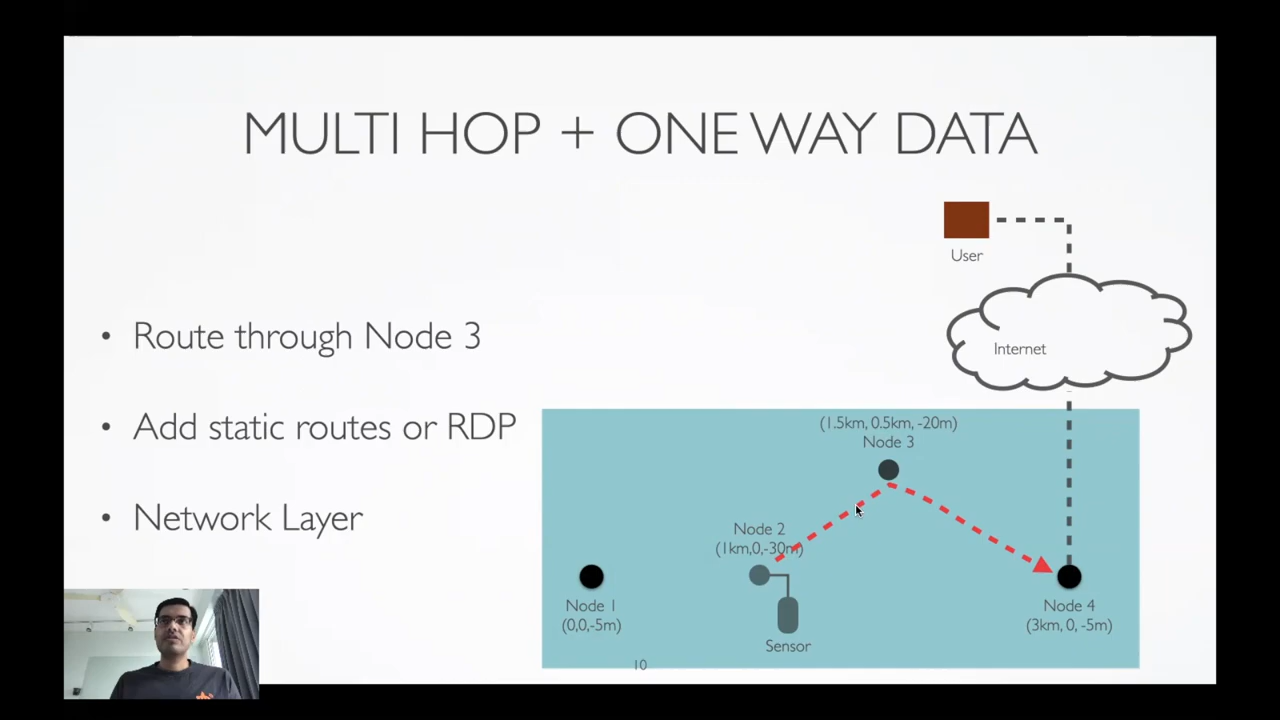 MULTI HOP + ONE WAY DATA
• Route through Node 3
• Add static routes or RDP
• Network Layer
User
Internet
(1.5km, 0.5km, -20m)
Node 3
Node 2
(1km,0,-30m)
Node 1
(0,0,-5m)
Sensor
Node 4
(3km, 0, -5m)
10